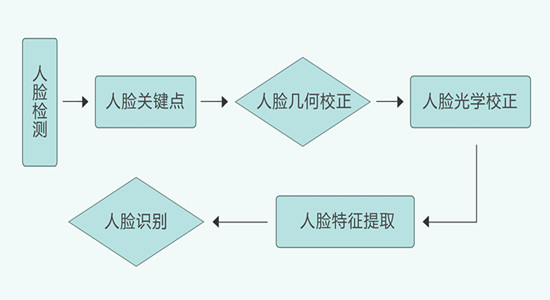 人脸检测
人脸关键点
人脸几何校正
人脸光学校正
人脸特征提取
人脸识别